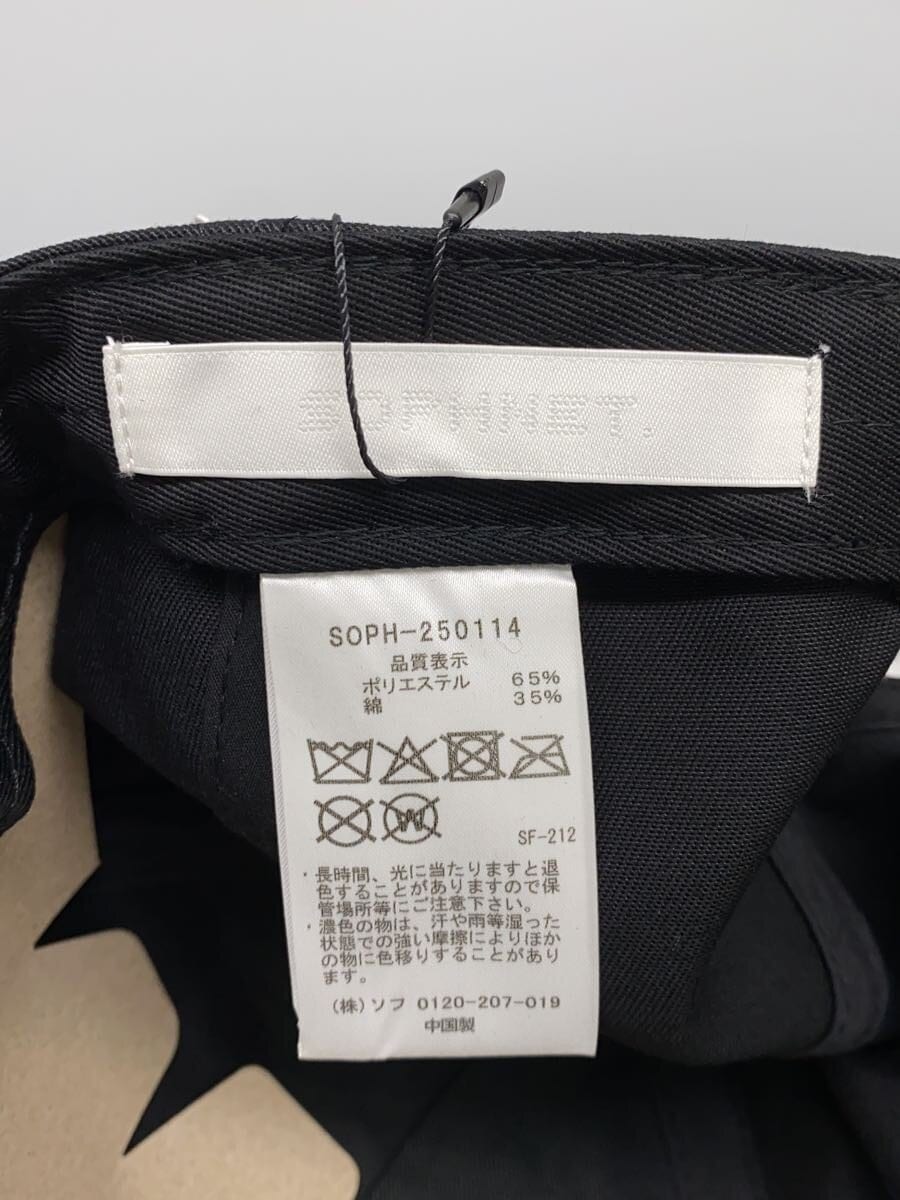 SOPHNET.
SOPH-250114
品質表示
ポリエステル 65%
綿 35%
SF-212
・長時間、光に当たりますと退
色することがありますので保
管場所等にご注意下さい。
・濃色の物は、汗や雨等湿った
状態での強い摩擦によりほか
の物に色移りすることがあり
ます。
(株)ソフ 0120-207-019
中国製